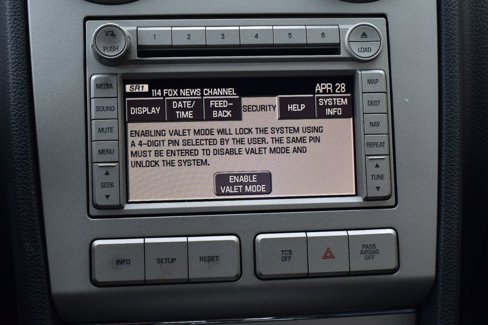 VOL
PUSH
1 2 3 4 5 6
LOAD
MEDIA
SOUND
MUTE
MENU
SEEK
SR1 114 FOX NEWS CHANNEL APR 28
DISPLAY DATE/
TIME FEED-
BACK SECURITY HELP SYSTEM
INFO
ENABLING VALET MODE WILL LOCK THE SYSTEM USING
A 4-DIGIT PIN SELECTED BY THE USER. THE SAME PIN
MUST BE ENTERED TO DISABLE VALET MODE AND
UNLOCK THE SYSTEM.
ENABLE
VALET MODE
MAP
DEST
NAV
REPEAT
TUNE
INFO SETUP RESET
TCS
OFF
PASS
AIRBAG
OFF